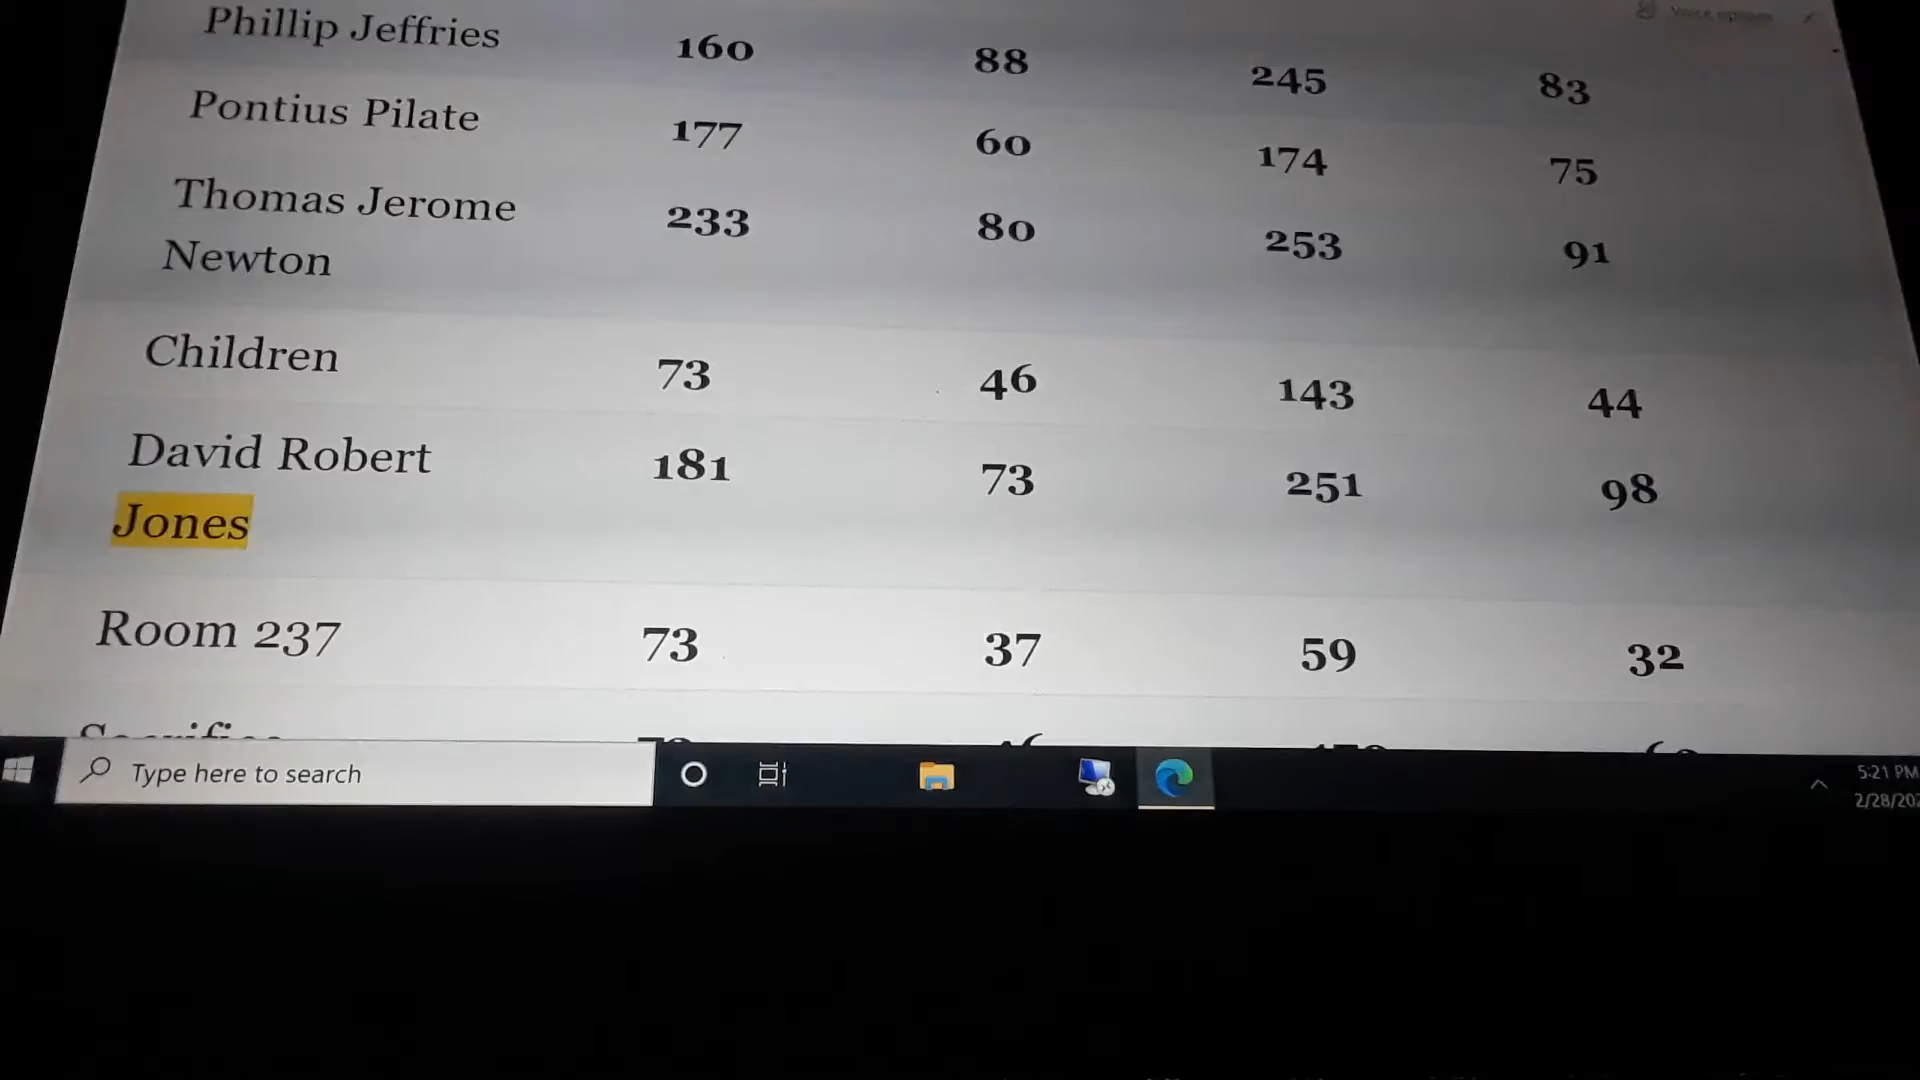 Voice options
Phillip Jeffries 160 88 245 83
Pontius Pilate 177 60 174 75
Thomas Jerome 233 80 253 91
Newton
Children 73 46 143 44
David Robert 181 73 251 98
Jones
Room 237 73 37 59 32
Type here to search
5:21 PM